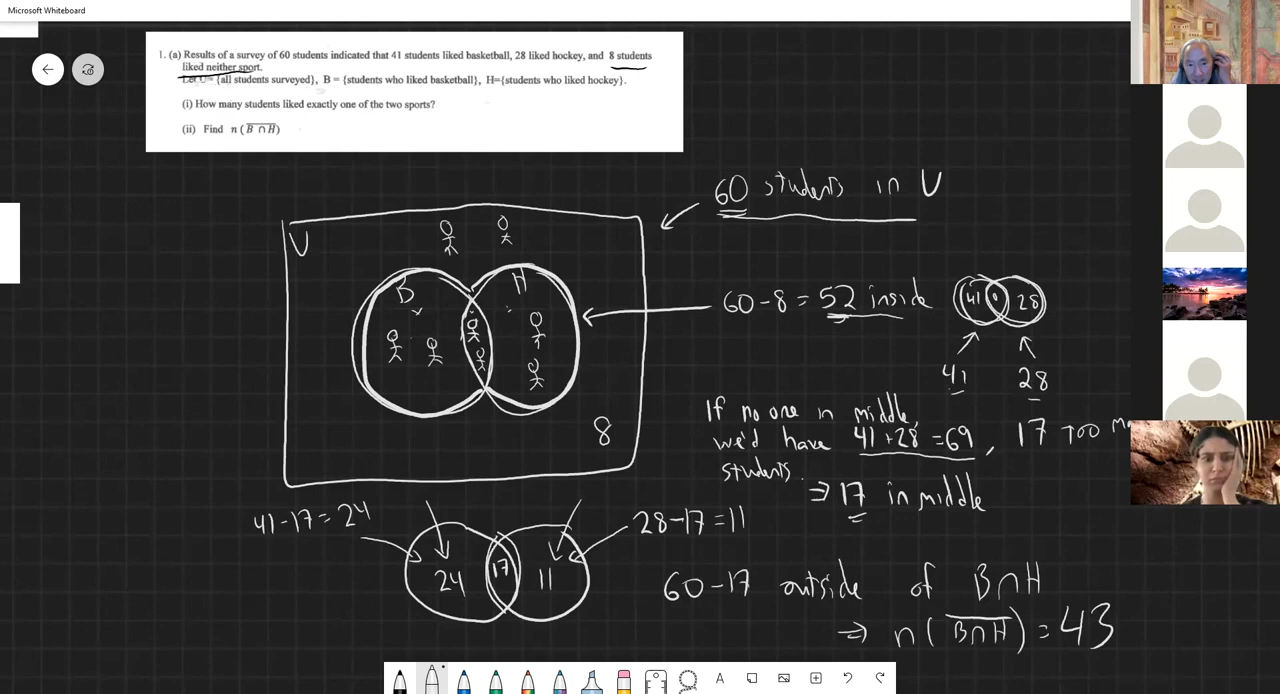 Microsoft Whiteboard
1. (a) Results of a survey of 60 students indicated that 41 students liked basketball, 28 liked hockey, and 8 students
liked neither sport.
Let U= {all students surveyed}, B = {students who liked basketball}, H={students who liked hockey}.
(i) How many students liked exactly one of the two sports?
(ii) Find n ( \overline{B ∩ H} )
60 students in U
U
B H
60-8 = 52 inside
41 0 28
41 28
8
If no one in middle,
we'd have 41+28 = 69, 17 TOO
students.
⇒ 17 in middle
41-17=24
28-17=11
24 17 11
60-17 outside of B∩H
⇒ n( \overline{B∩H} ) = 43
A